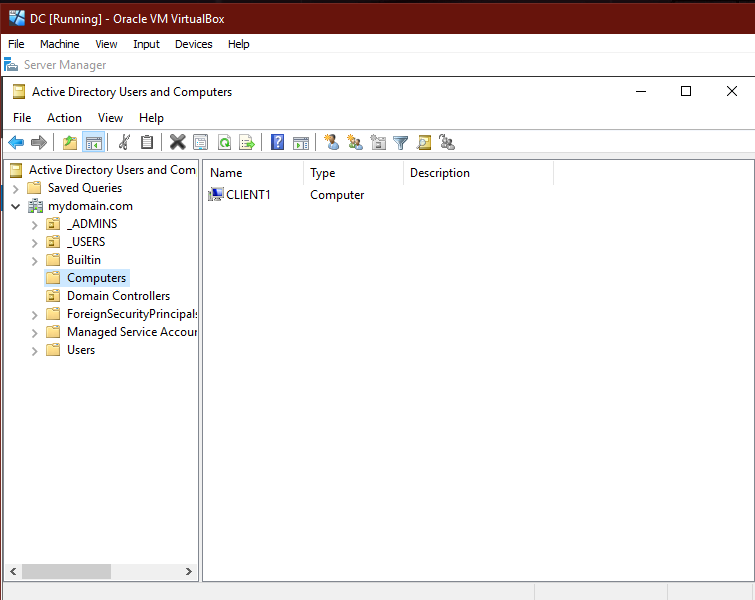 DC [Running] - Oracle VM VirtualBox
File Machine View Input Devices Help
Server Manager
Active Directory Users and Computers
File Action View Help
Active Directory Users and Com
Saved Queries
mydomain.com
_ADMINS
_USERS
Builtin
Computers
Domain Controllers
ForeignSecurityPrincipals
Managed Service Accoun
Users
Name Type Description
CLIENT1 Computer